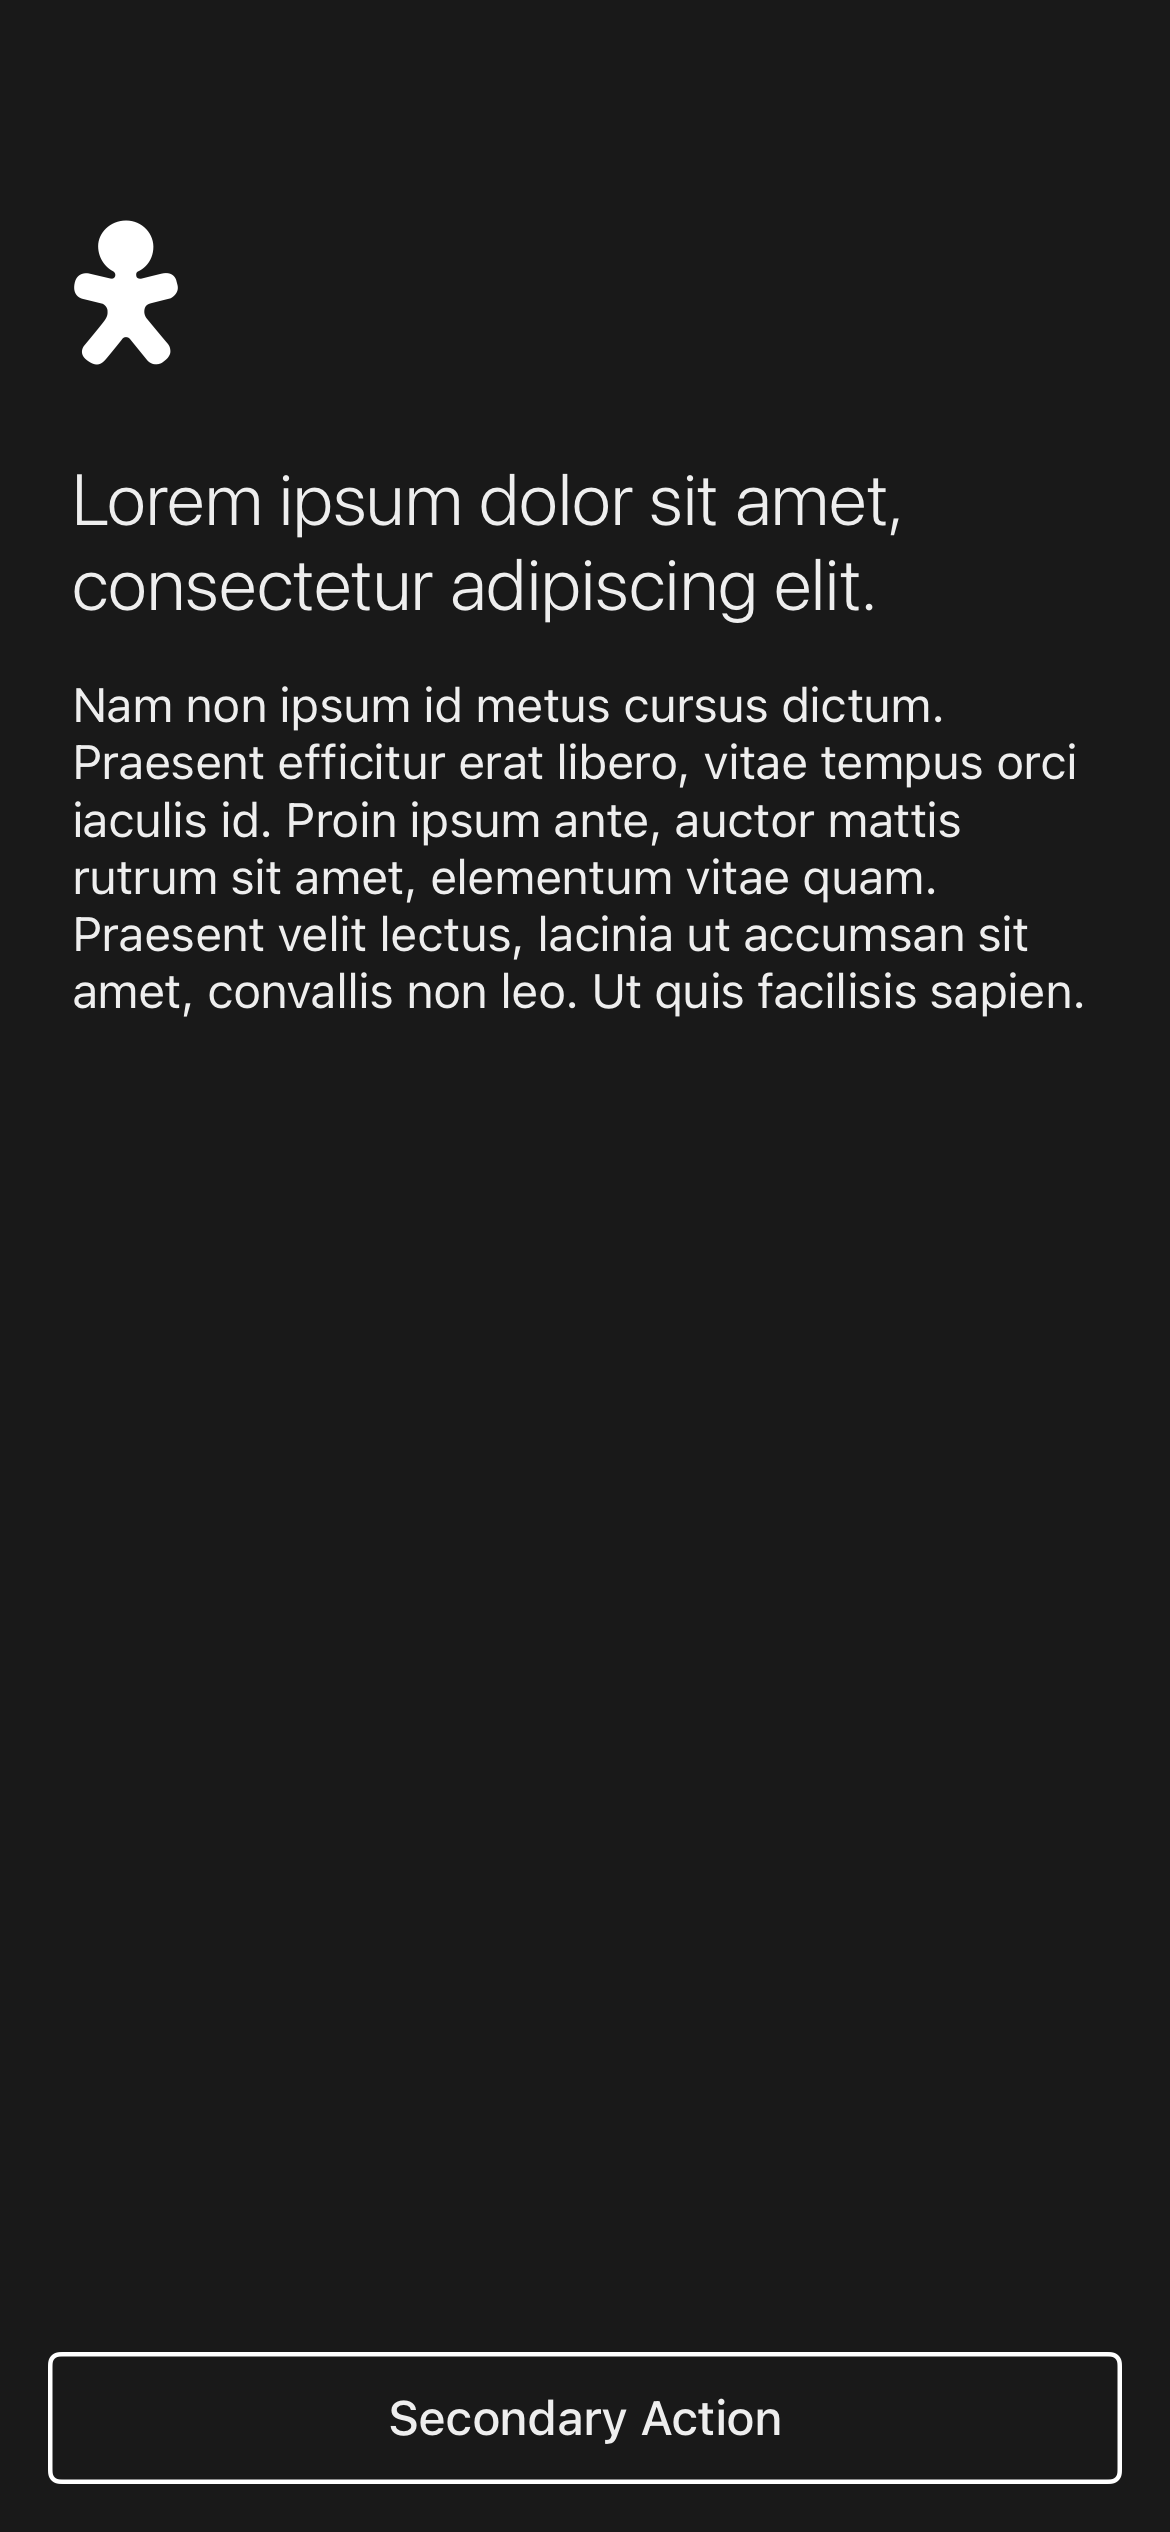 Lorem ipsum dolor sit amet,
consectetur adipiscing elit.
Nam non ipsum id metus cursus dictum.
Praesent efficitur erat libero, vitae tempus orci
iaculis id. Proin ipsum ante, auctor mattis
rutrum sit amet, elementum vitae quam.
Praesent velit lectus, lacinia ut accumsan sit
amet, convallis non leo. Ut quis facilisis sapien.
Secondary Action